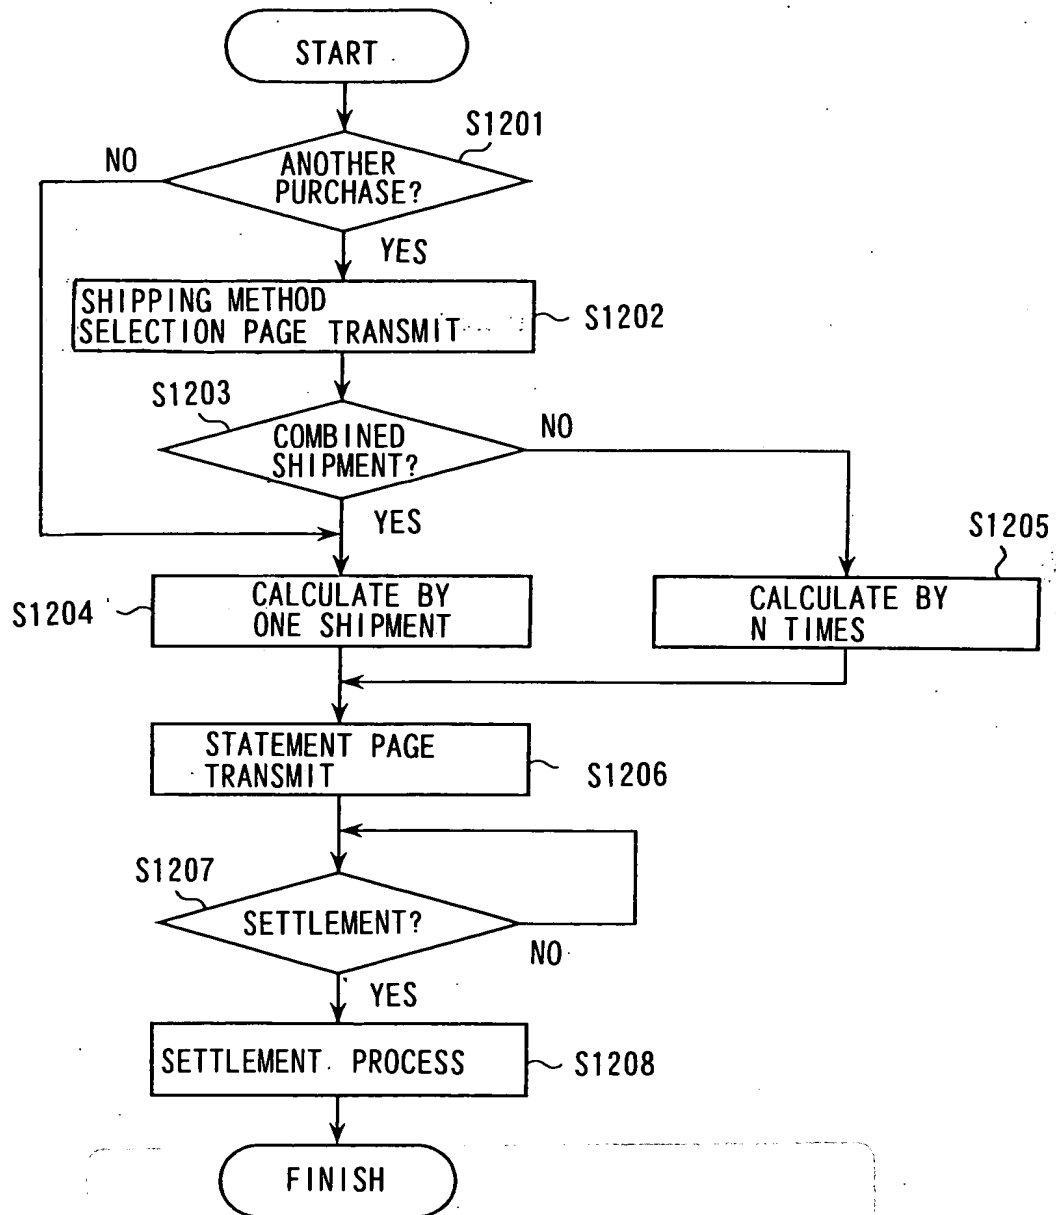 START
S1201
NO
ANOTHER
PURCHASE?
YES
SHIPPING METHOD
SELECTION PAGE TRANSMIT
S1202
S1203
COMBINED
SHIPMENT?
NO
YES
S1205
S1204
CALCULATE BY
ONE SHIPMENT
CALCULATE BY
N TIMES
STATEMENT PAGE
TRANSMIT
S1206
S1207
SETTLEMENT?
NO
YES
SETTLEMENT PROCESS
S1208
FINISH